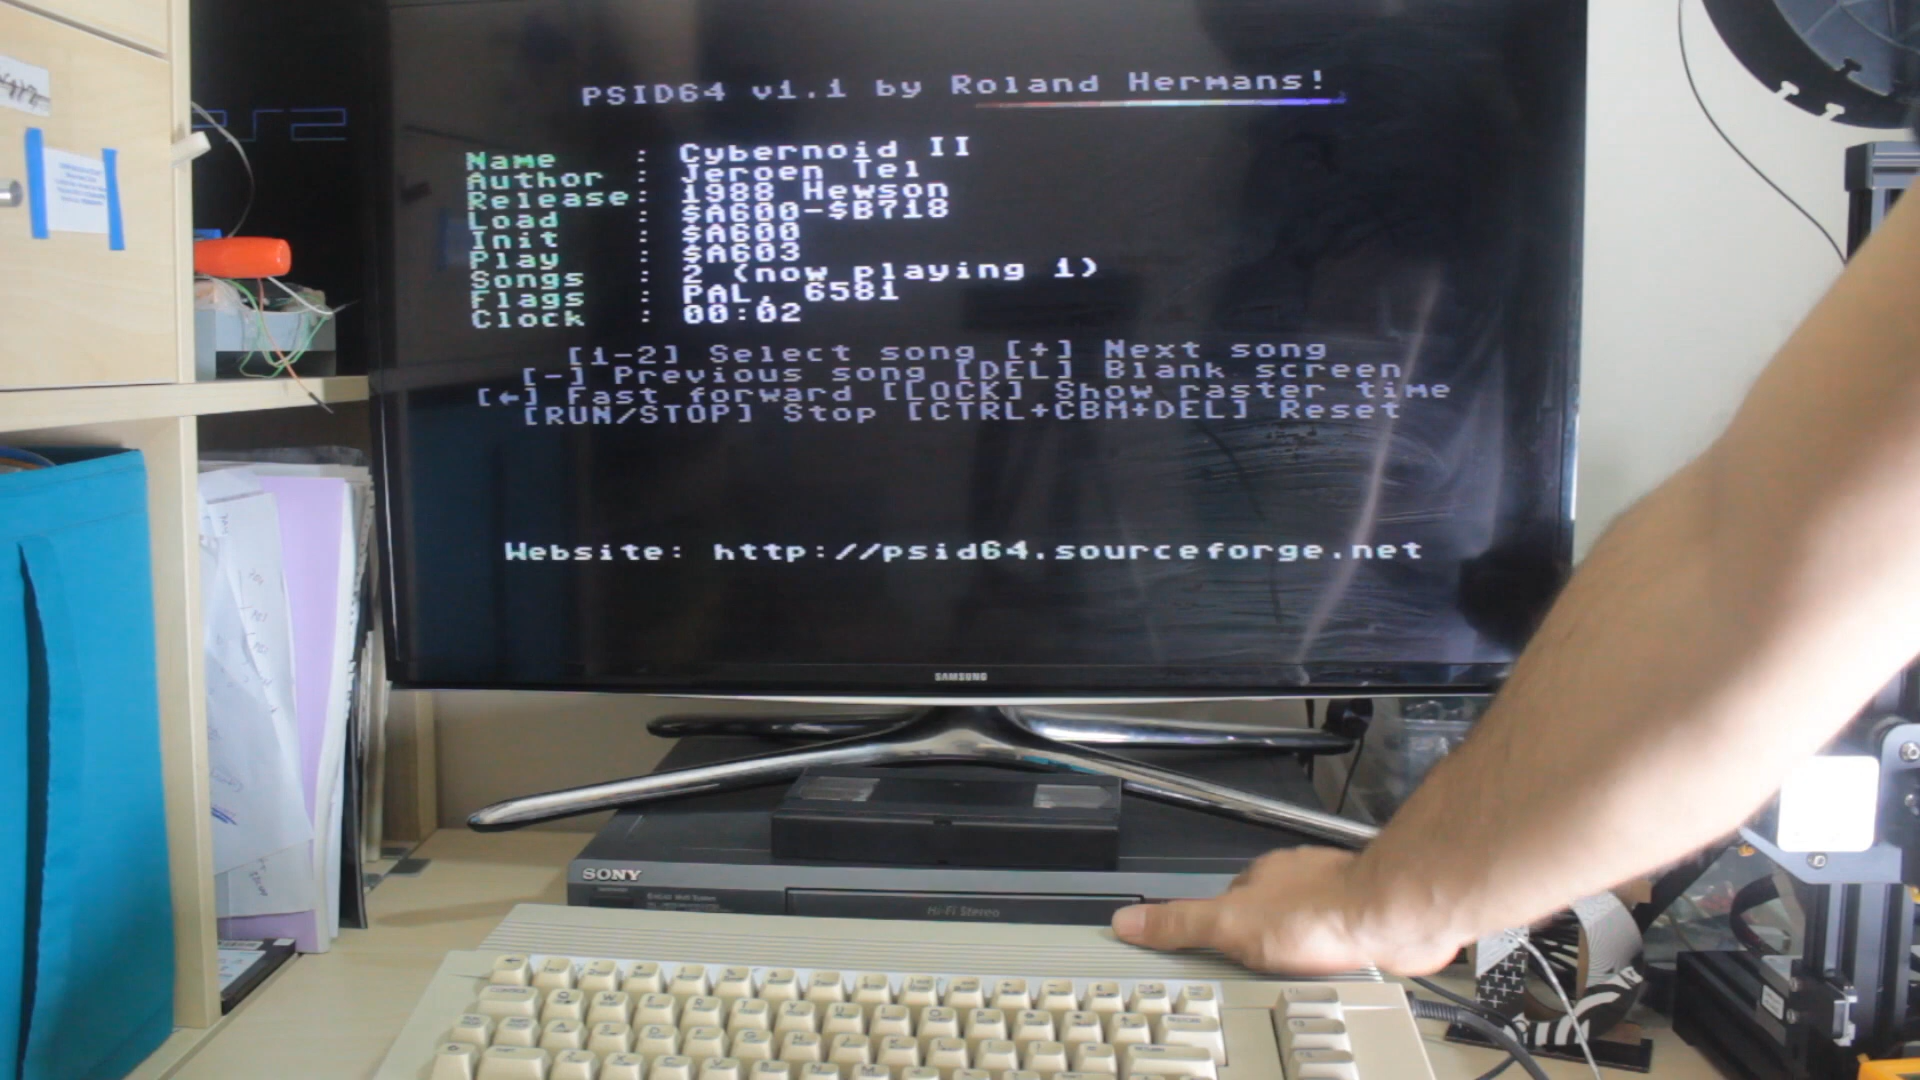 PSID64 v1.1 by Roland Hermans!
PS2
Name : Cybernoid II
Author : Jeroen Tel
Release : 1988 Hewson
Load : $A600-$B718
Init : $A600
Play : $A603
Songs : 2 (now playing 1)
Flags : PAL, 6581
Clock : 00:02
[1-2] Select song [+] Next song
[-] Previous song [DEL] Blank screen
[←] Fast forward [LOCK] Show raster time
[RUN/STOP] Stop [CTRL+CBM+DEL] Reset
Website: http://psid64.sourceforge.net
SAMSUNG
SONY
Hi-Fi Stereo